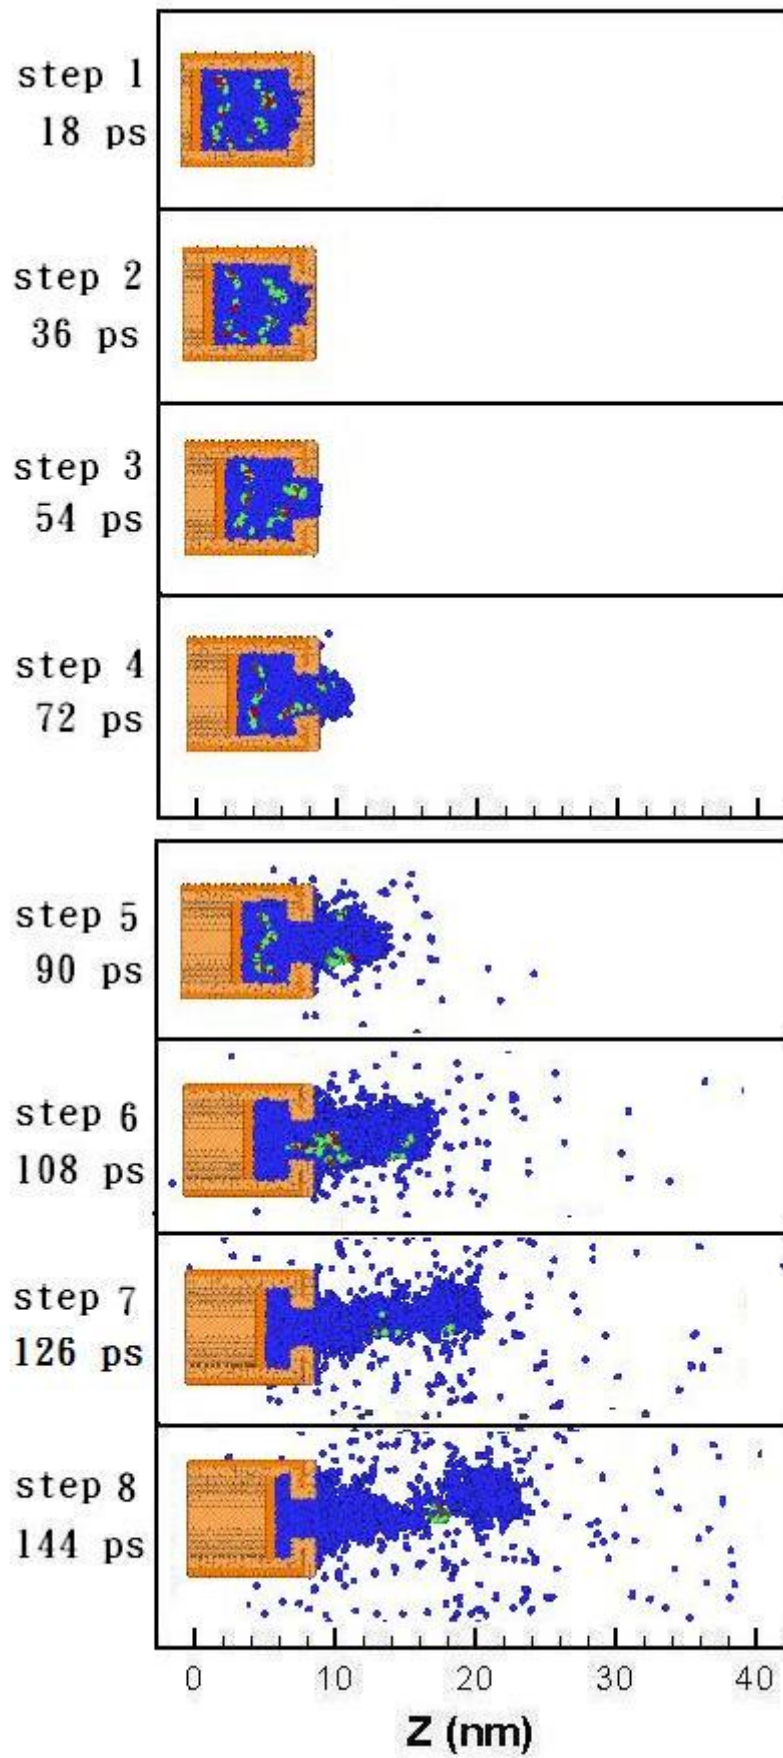 step 1
18 ps
step 2
36 ps
step 3
54 ps
step 4
72 ps
step 5
90 ps
step 6
108 ps
step 7
126 ps
step 8
144 ps
0 10 20 30 40
Z (nm)